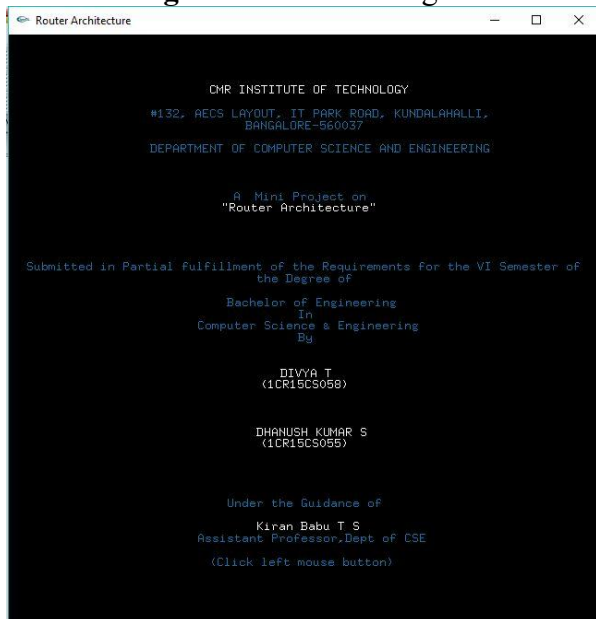 Router Architecture
CMR INSTITUTE OF TECHNOLOGY
#132, AECS LAYOUT, IT PARK ROAD, KUNDALAHALLI,
BANGALORE-560037
DEPARTMENT OF COMPUTER SCIENCE AND ENGINEERING
A Mini Project on
"Router Architecture"
Submitted in Partial fulfillment of the Requirements for the VI Semester of
the Degree of
Bachelor of Engineering
In
Computer Science & Engineering
By
DIVYA T
(1CR15CS058)
DHANUSH KUMAR S
(1CR15CS055)
Under the Guidance of
Kiran Babu T S
Assistant Professor,Dept of CSE
(Click left mouse button)